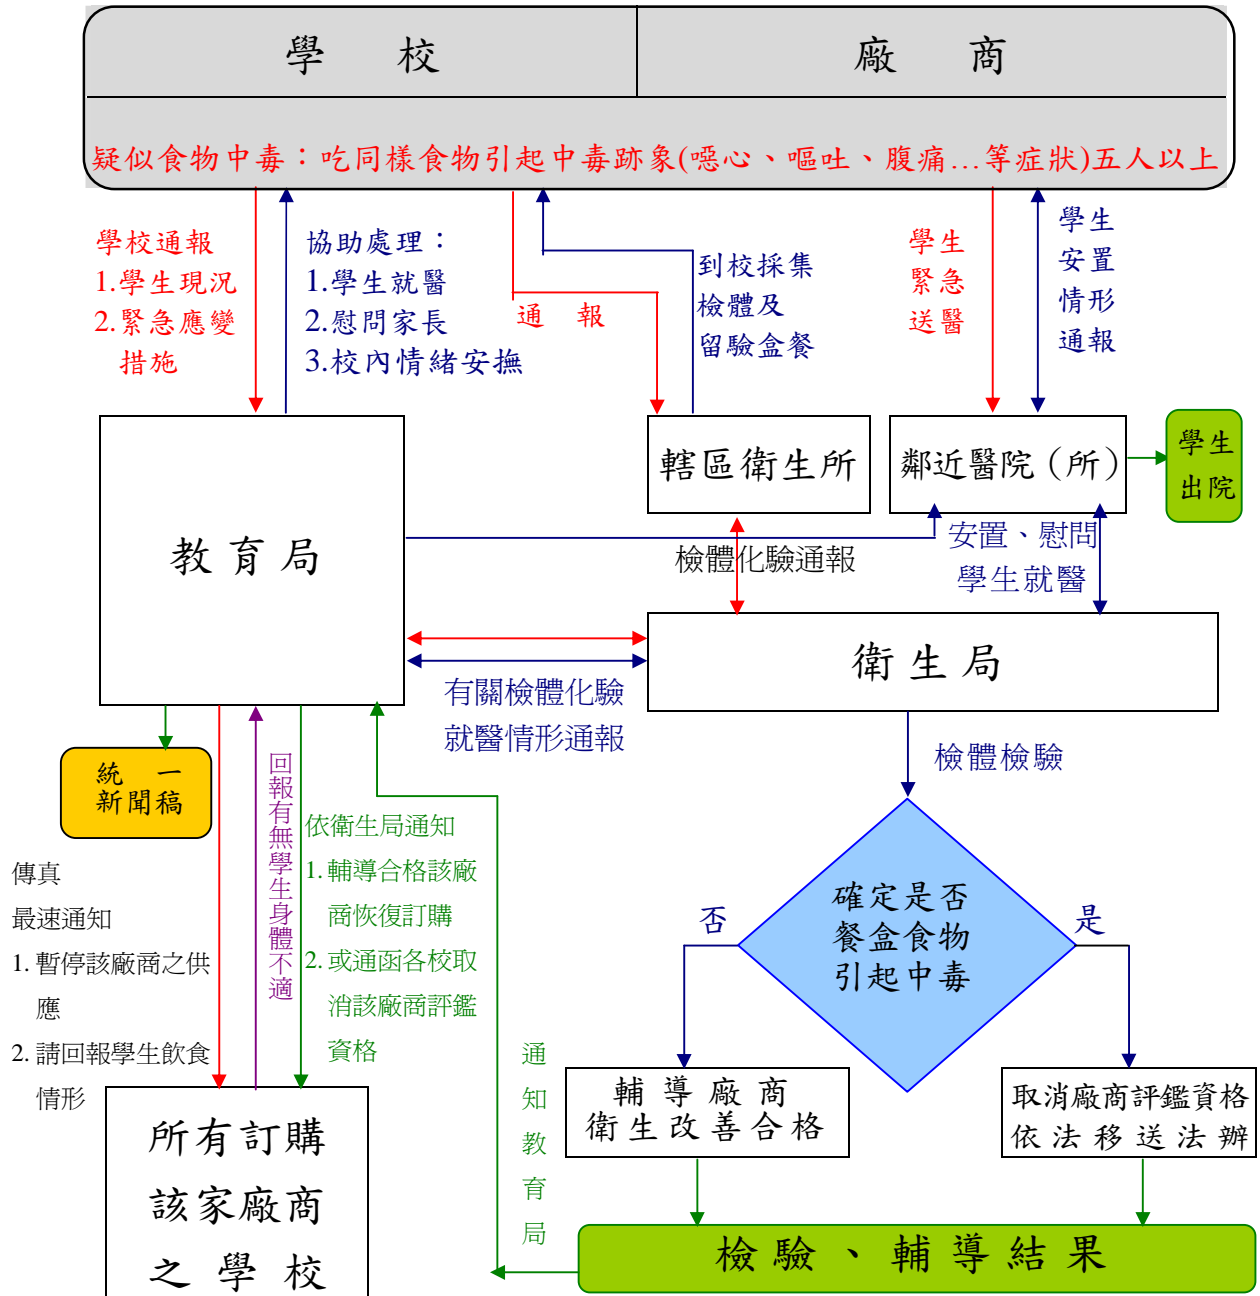 學校
廠商
疑似食物中毒：吃同樣食物引起中毒跡象(噁心、嘔吐、腹痛…等症狀)五人以上
學校通報
1.學生現況
2.緊急應變
措施
協助處理：
1.學生就醫
2.慰問家長
3.校內情緒安撫
通報
到校採集
檢體及
留驗盒餐
學生
緊急
送醫
學生
安置
情形
通報
教育局
轄區衛生所
鄰近醫院（所）
學生
出院
檢體化驗通報
安置、慰問
學生就醫
衛生局
有關檢體化驗
就醫情形通報
檢體檢驗
統一
新聞稿
傳真
最速通知
1. 暫停該廠商之供
應
2. 請回報學生飲食
情形
回報有無學生身體不適
依衛生局通知
1. 輔導合格該廠
商恢復訂購
2. 或通函各校取
消該廠商評鑑
資格
確定是否
餐盒食物
引起中毒
否
是
輔導廠商
衛生改善合格
取消廠商評鑑資格
依法移送法辦
通知教育局
所有訂購
該家廠商
之學校
檢驗、輔導結果